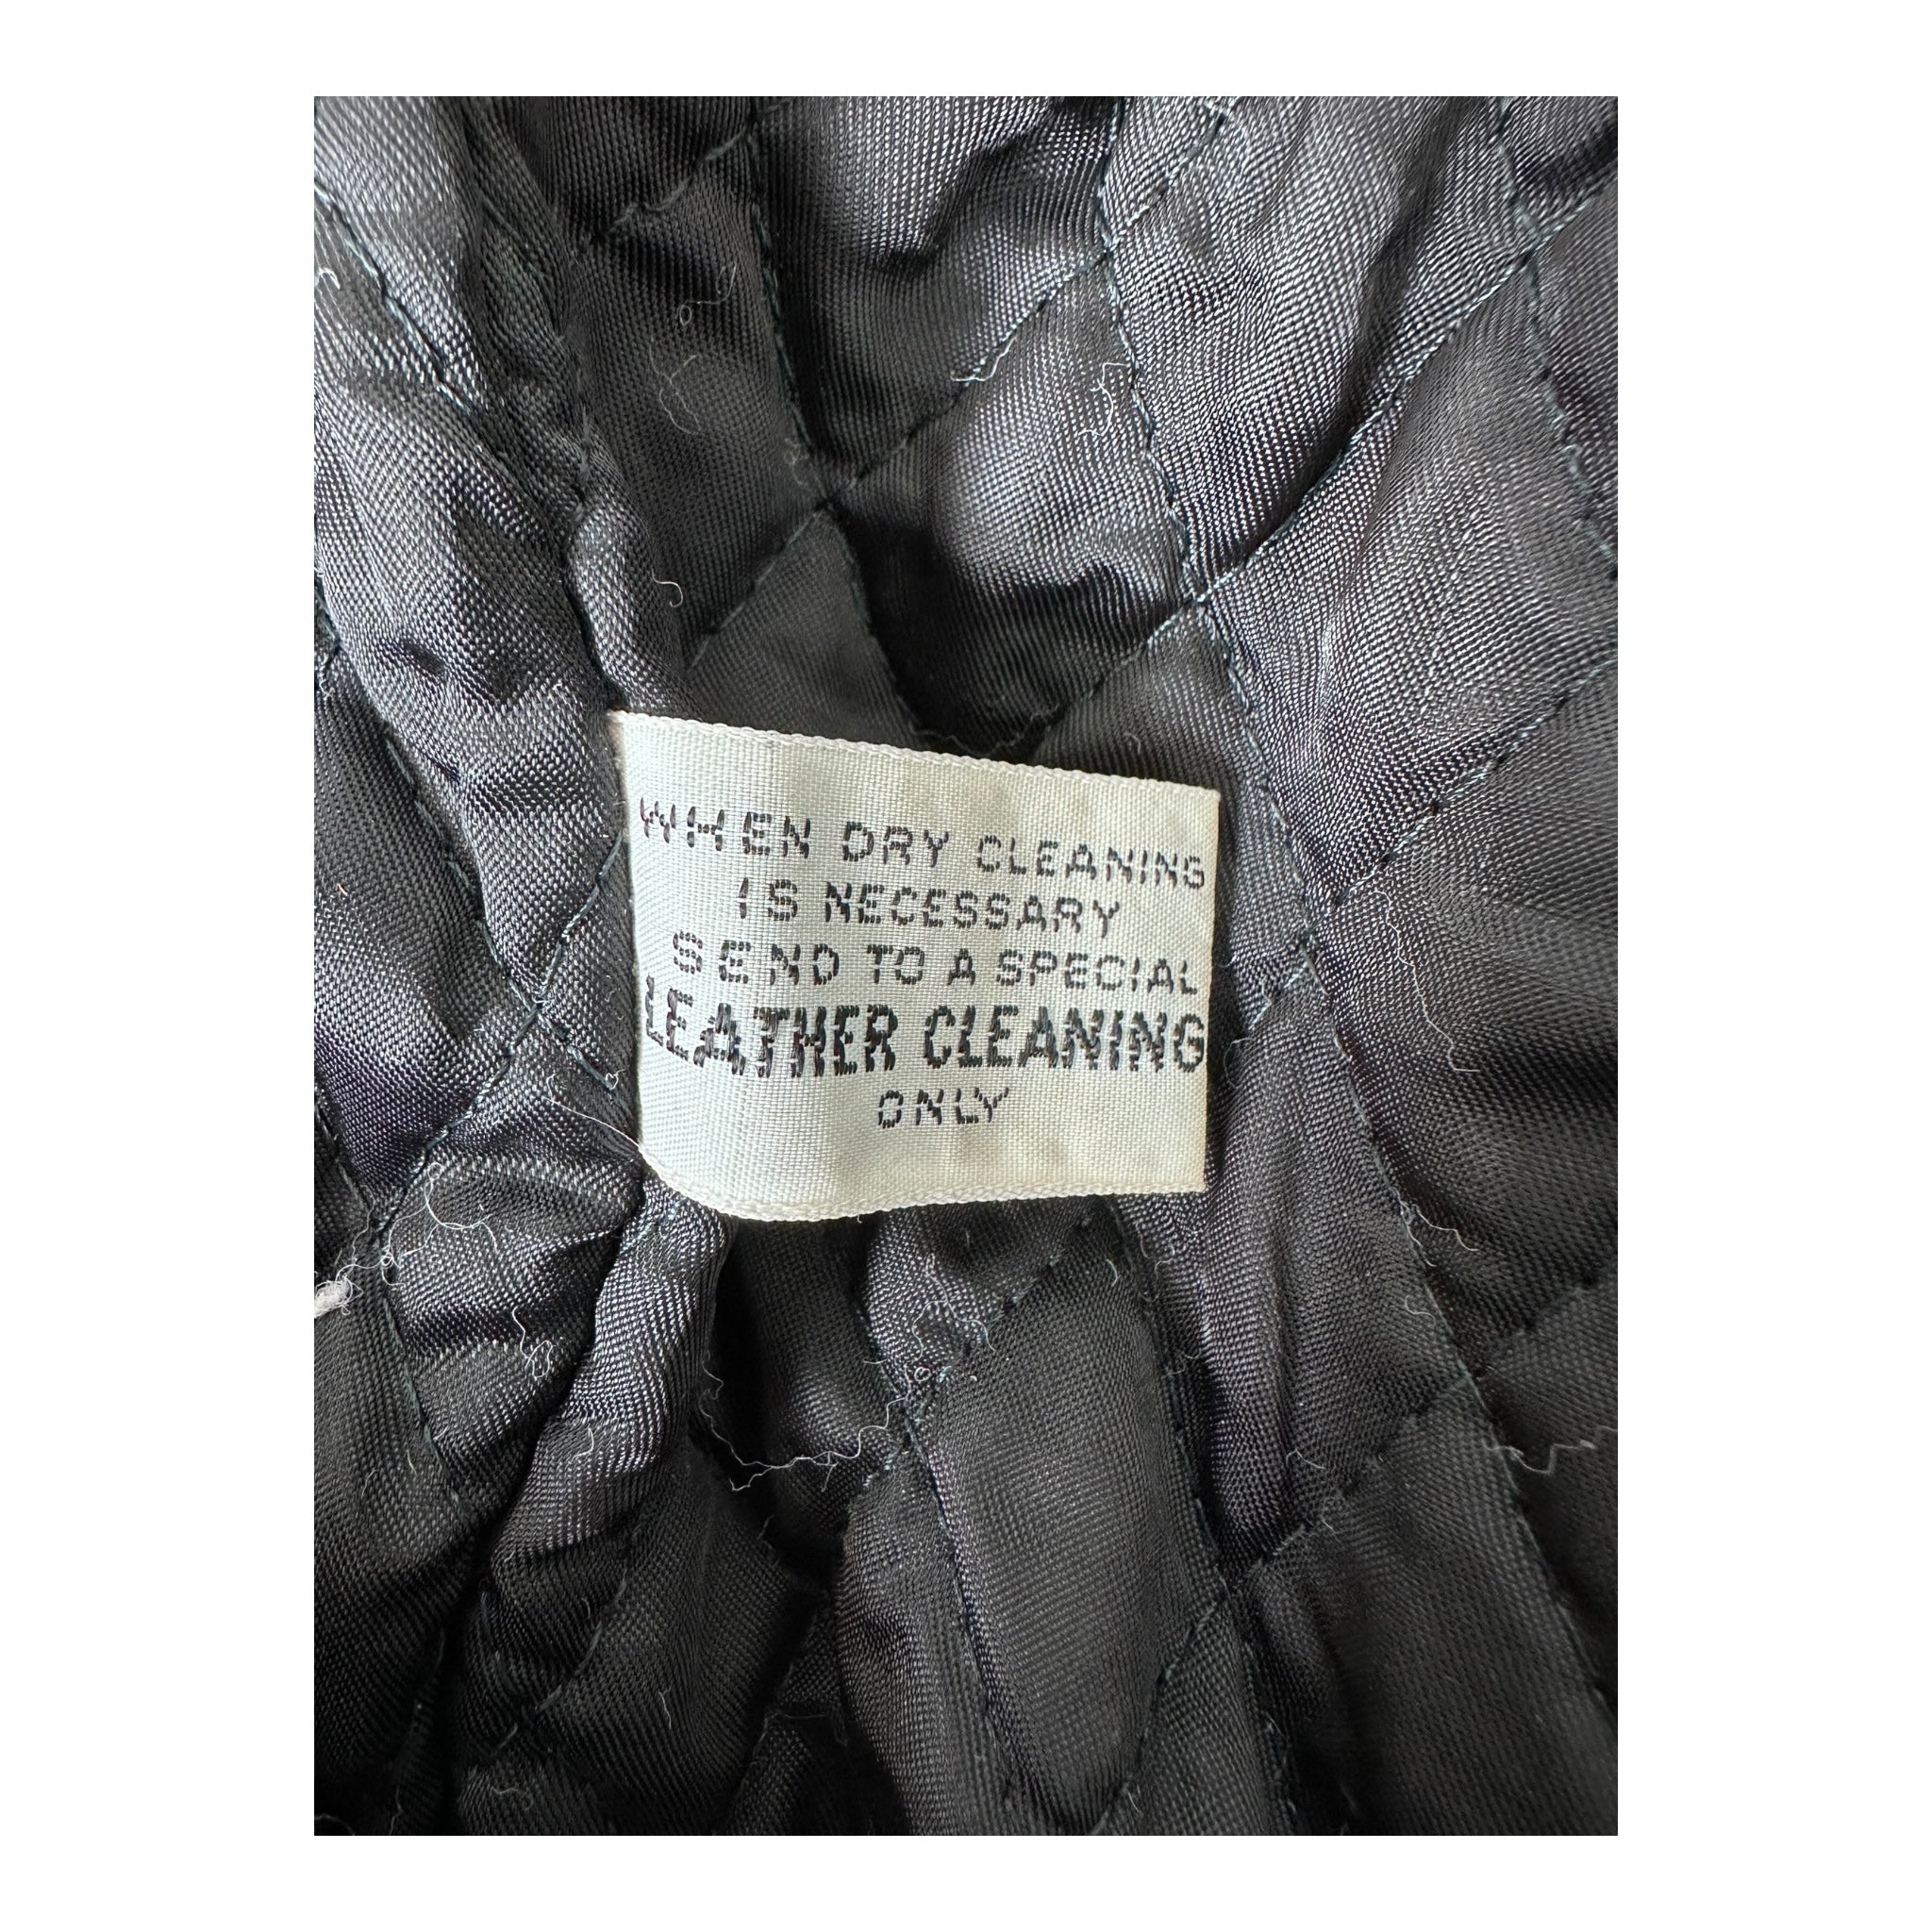 WHEN DRY CLEANING
IS NECESSARY
SEND TO A SPECIAL
LEATHER CLEANING
ONLY